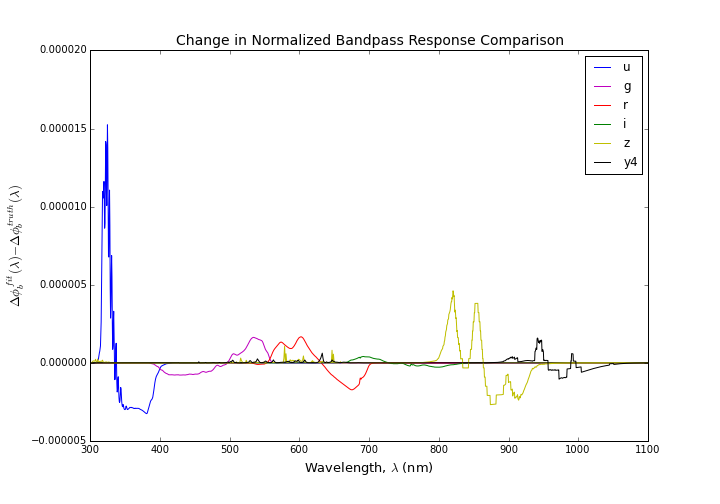 Change in Normalized Bandpass Response Comparison
0.000020
0.000015
0.000010
0.000005
0.000000
−0.000005
300 400 500 600 700 800 900 1000 1100
Δϕ_b^{fit}(λ)−Δϕ_b^{truth}(λ)
Wavelength, λ (nm)
u
g
r
i
z
y4